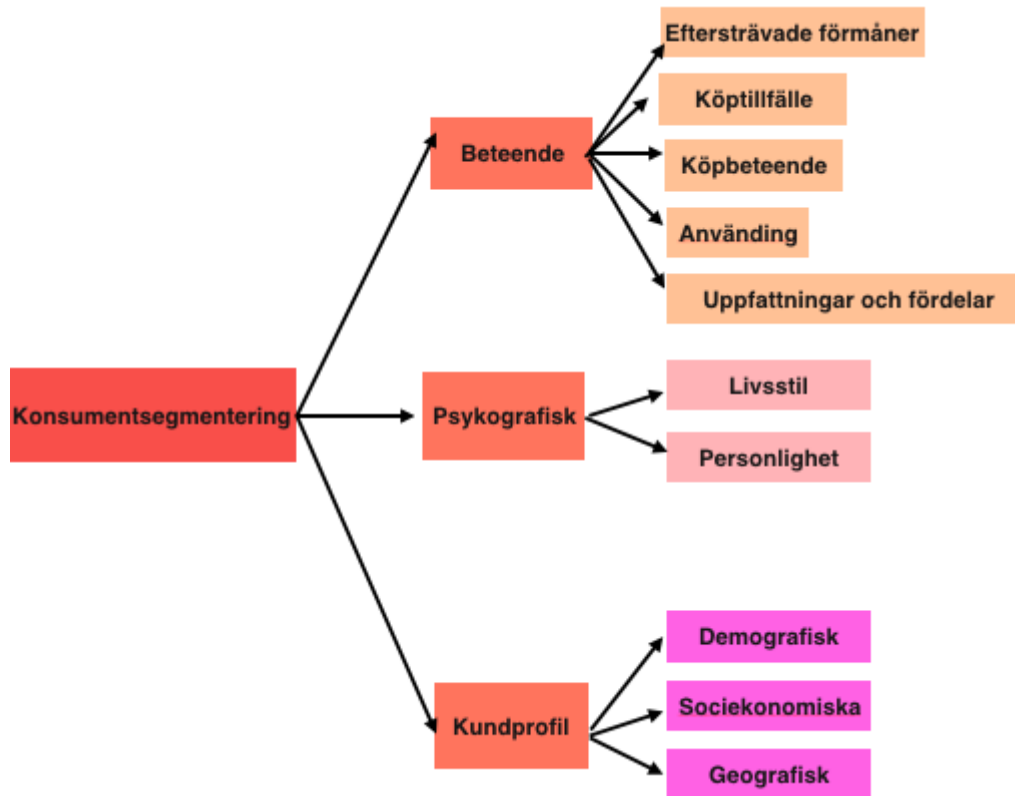 Eftersträvade förmåner
Köptillfälle
Beteende
Köpbeteende
Använding
Uppfattningar och fördelar
Konsumentsegmentering
Psykografisk
Livsstil
Personlighet
Kundprofil
Demografisk
Sociekonomiska
Geografisk